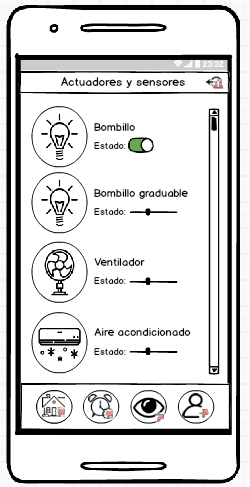 23:32
Actuadores y sensores
Bombillo
Estado:
Bombillo graduable
Estado:
Ventilador
Estado:
Aire acondicionado
Estado: